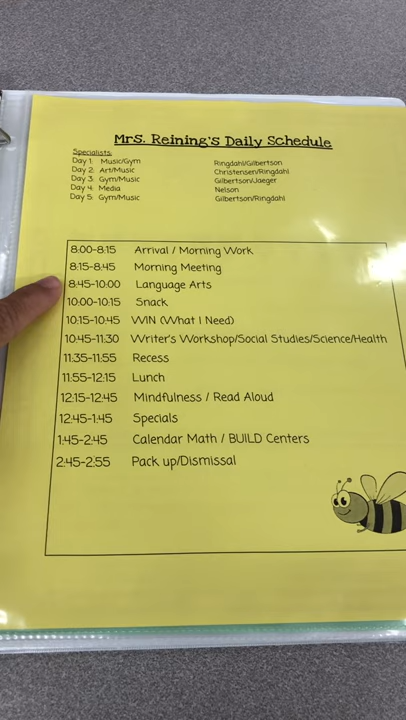 Mrs. Reining's Daily Schedule
Specialists:
Day 1: Music/Gym Ringdahl/Gilbertson
Day 2: Art/Music Christensen/Ringdahl
Day 3: Gym/Music Gilbertson/Jaeger
Day 4: Media Nelson
Day 5: Gym/Music Gilbertson/Ringdahl
8:00-8:15 Arrival / Morning Work
8:15-8:45 Morning Meeting
8:45-10:00 Language Arts
10:00-10:15 Snack
10:15-10:45 WIN (What I Need)
10:45-11:30 Writer's Workshop/Social Studies/Science/Health
11:35-11:55 Recess
11:55-12:15 Lunch
12:15-12:45 Mindfulness / Read Aloud
12:45-1:45 Specials
1:45-2:45 Calendar Math / BUILD Centers
2:45-2:55 Pack up/Dismissal